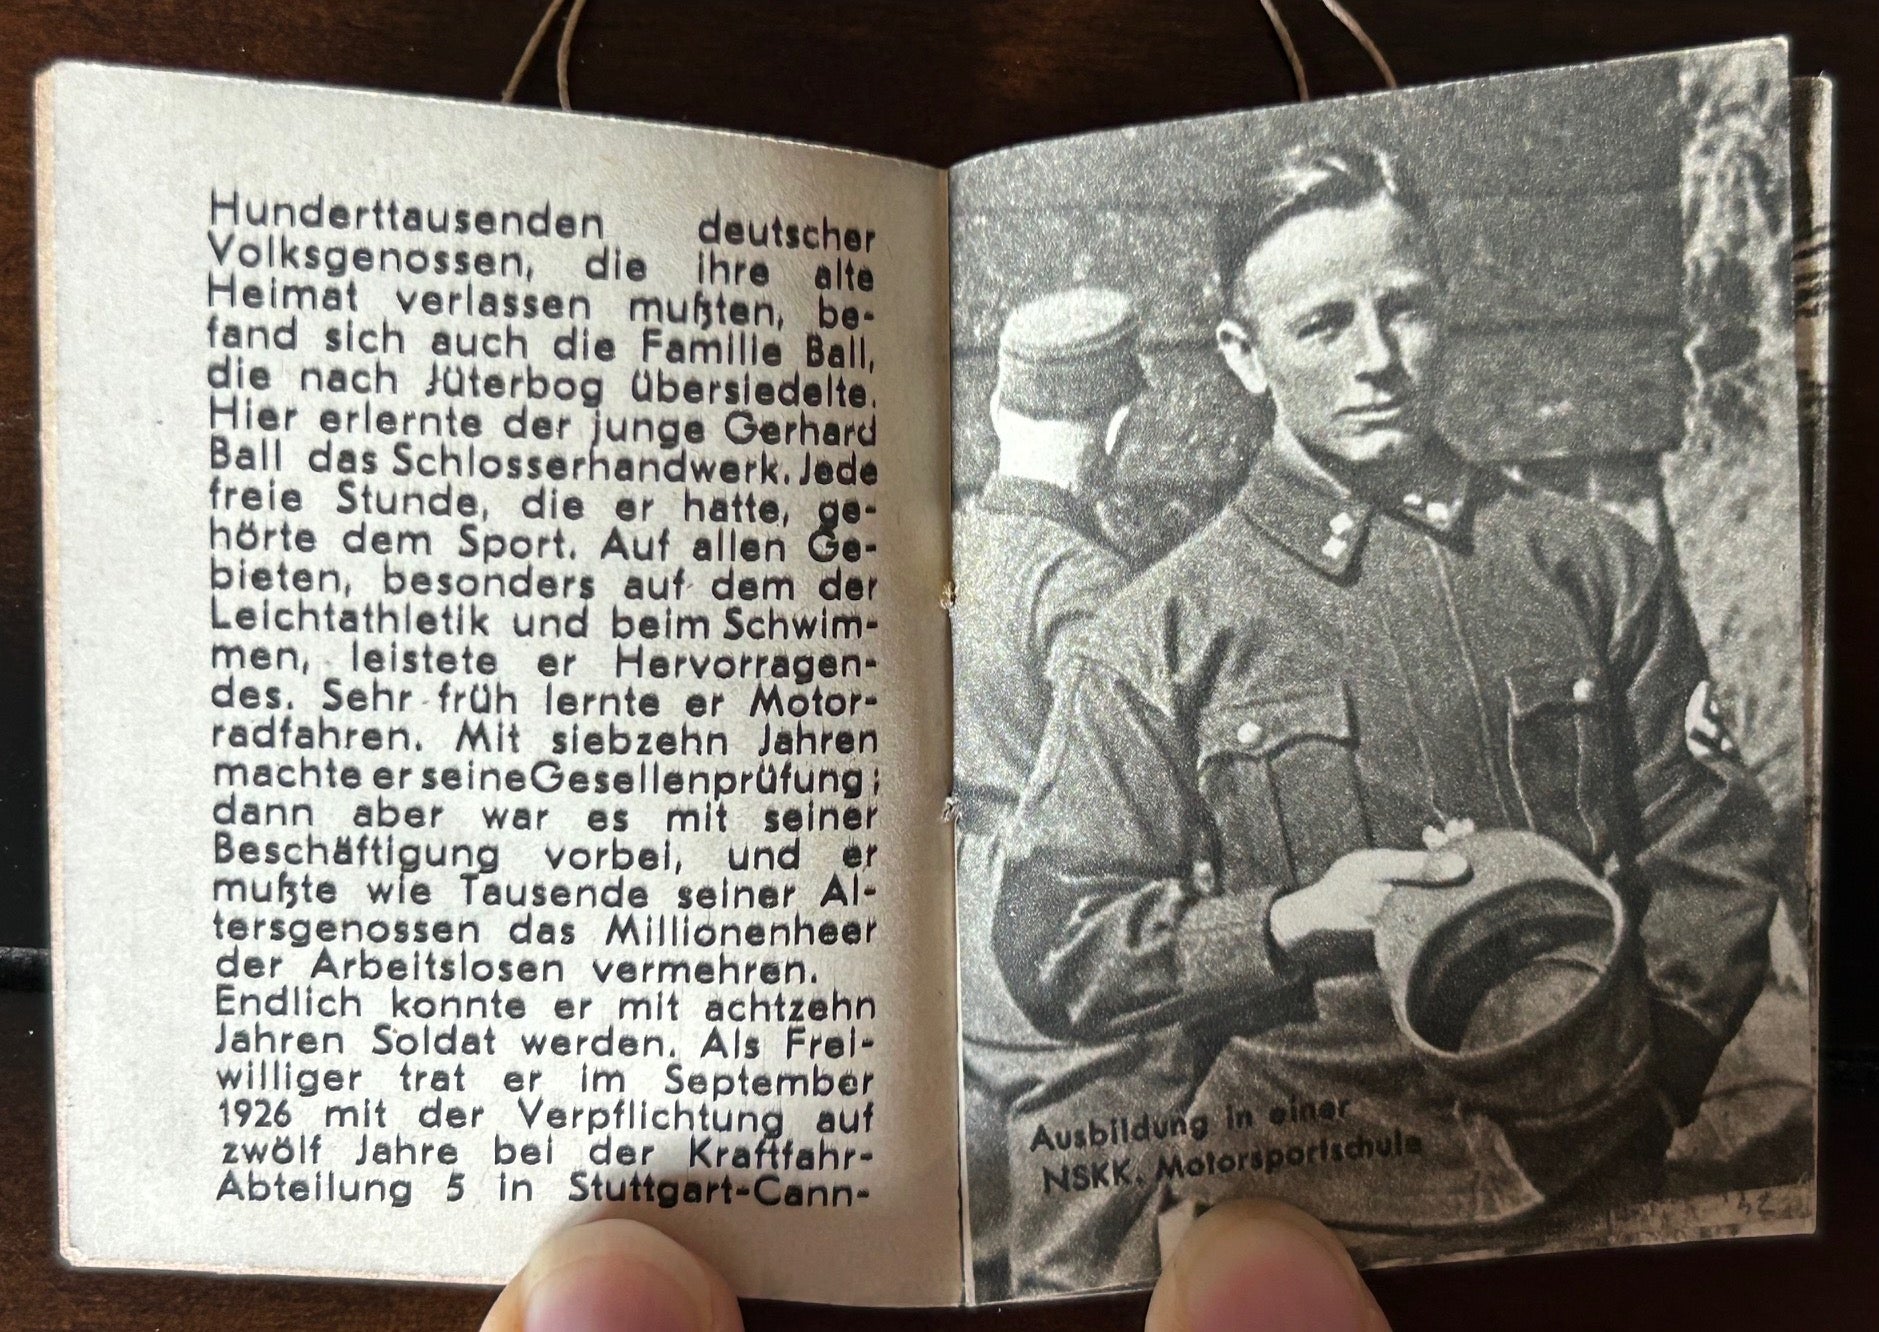 Hunderttausenden deutscher
Volksgenossen, die ihre alte
Heimat verlassen mußten, be-
fand sich auch die Familie Ball,
die nach Jüterbog übersiedelte.
Hier erlernte der junge Gerhard
Ball das Schlosserhandwerk. Jede
freie Stunde, die er hatte, ge-
hörte dem Sport. Auf allen Ge-
bieten, besonders auf dem der
Leichtathletik und beim Schwim-
men, leistete er Hervorragen-
des. Sehr früh lernte er Motor-
radfahren. Mit siebzehn Jahren
machte er seine Gesellenprüfung;
dann aber war es mit seiner
Beschäftigung vorbei, und er
mußte wie Tausende seiner Al-
tersgenossen das Millionenheer
der Arbeitslosen vermehren.
Endlich konnte er mit achtzehn
Jahren Soldat werden. Als Frei-
williger trat er im September
1926 mit der Verpflichtung auf
zwölf Jahre bei der Kraftfahr-
Abteilung 5 in Stuttgart-Cann-
Ausbildung in einer
NSKK. Motorsportschule